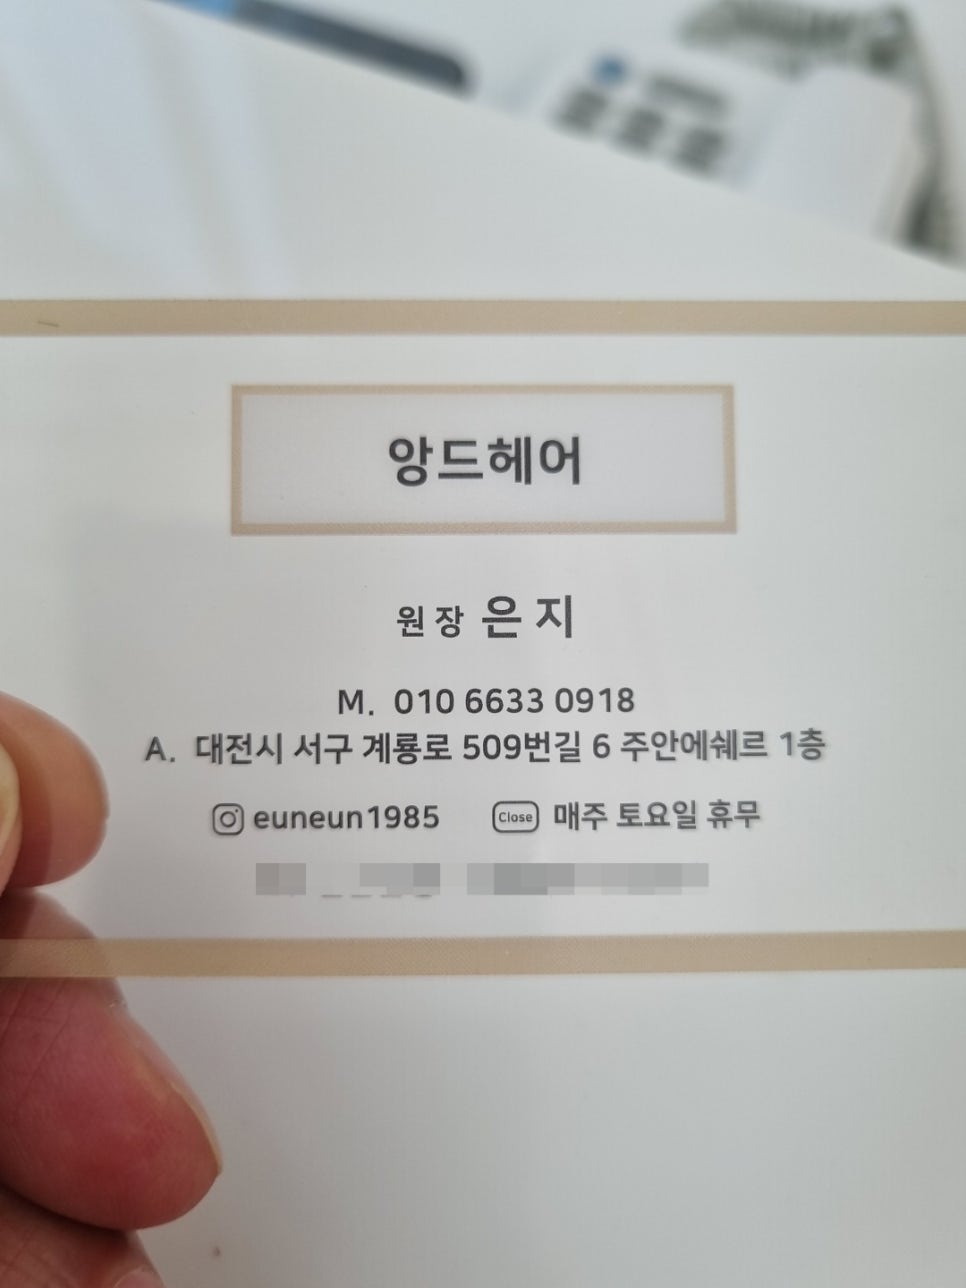 앙드헤어
원장 은지
M. 010 6633 0918
A. 대전시 서구 계룡로 509번길 6 주안에쉐르 1층
euneun1985 Close 매주 토요일 휴무